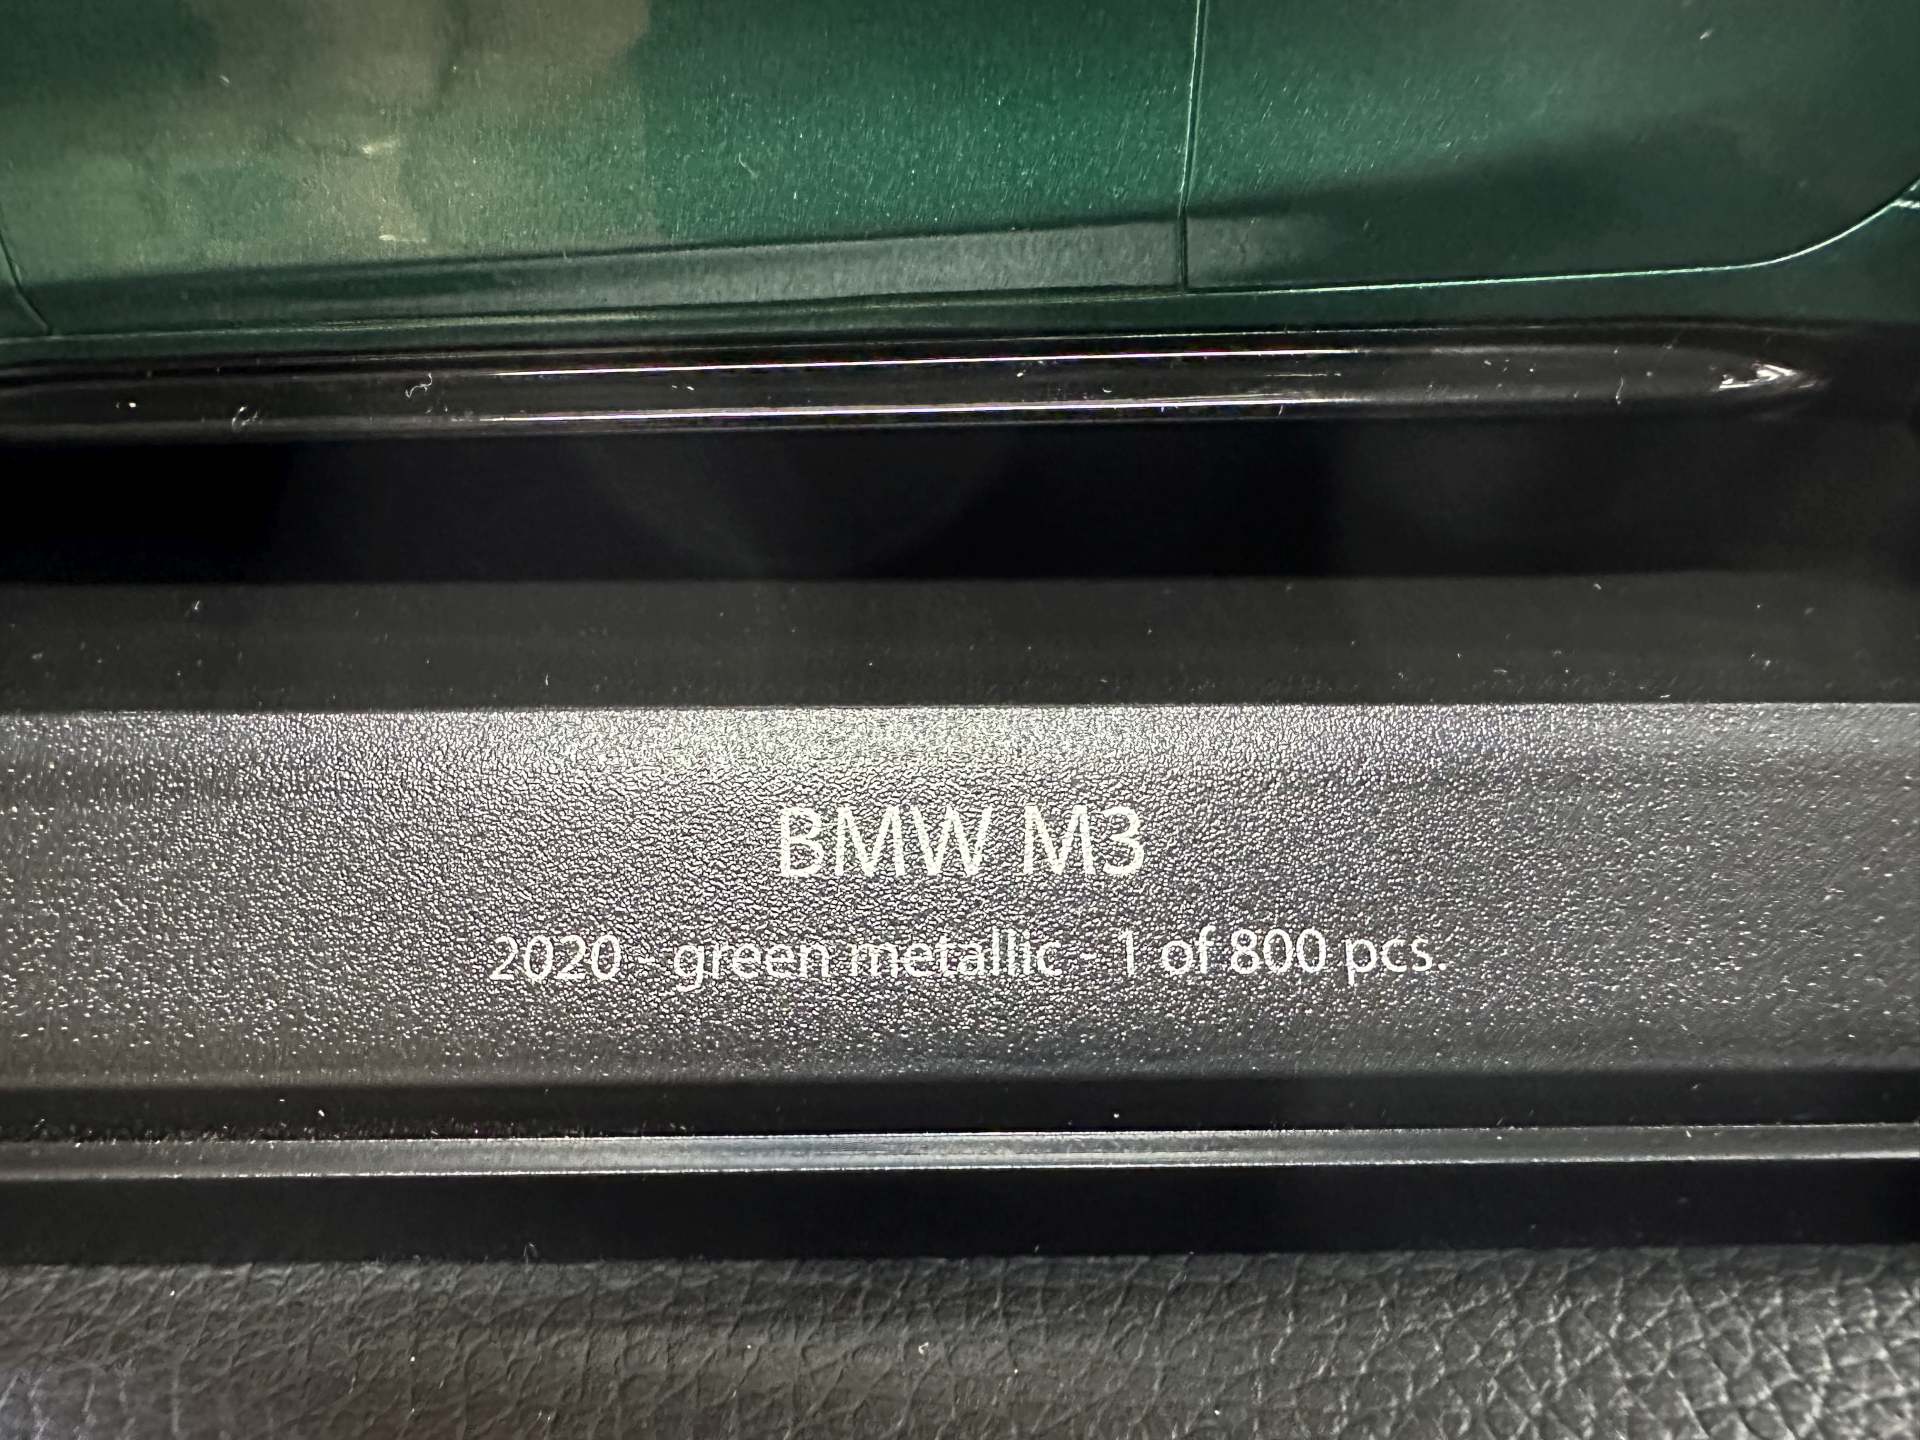 BMW M3
2020 - green metallic - 1 of 800 pcs.